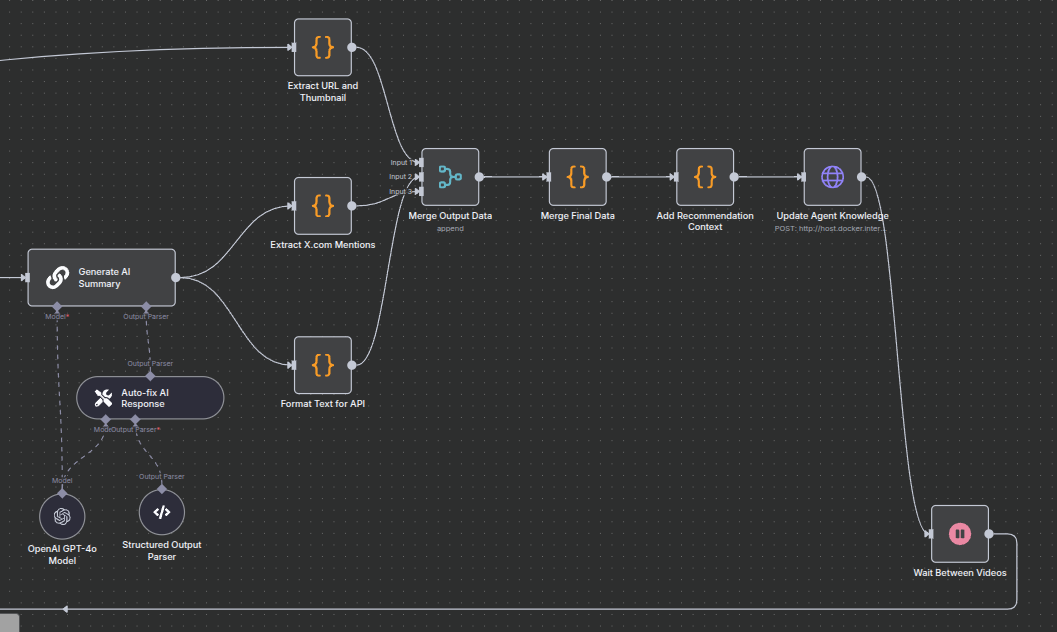 Extract URL and
Thumbnail
Input 1
Input 2
Input 3
Merge Output Data
append
Merge Final Data
Add Recommendation
Context
Update Agent Knowledge
POST: http://host.docker.inter...
Extract X.com Mentions
Generate AI
Summary
Model*
Output Parser
Output Parser
Auto-fix AI
Response
Model
Output Parser*
Format Text for API
Model
Output Parser
OpenAI GPT-4o
Model
Structured Output
Parser
Wait Between Videos